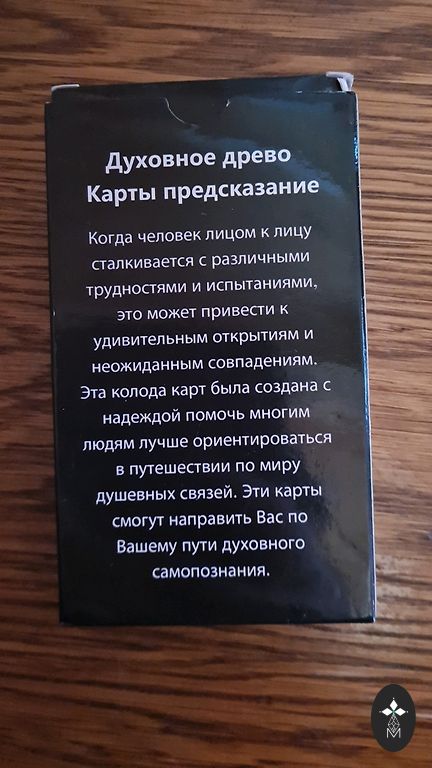 Духовное древо
Карты предсказание
Когда человек лицом к лицу
сталкивается с различными
трудностями и испытаниями,
это может привести к
удивительным открытиям и
неожиданным совпадениям.
Эта колода карт была создана с
надеждой помочь многим
людям лучше ориентироваться
в путешествии по миру
душевных связей. Эти карты
смогут направить Вас по
Вашему пути духовного
самопознания.
M